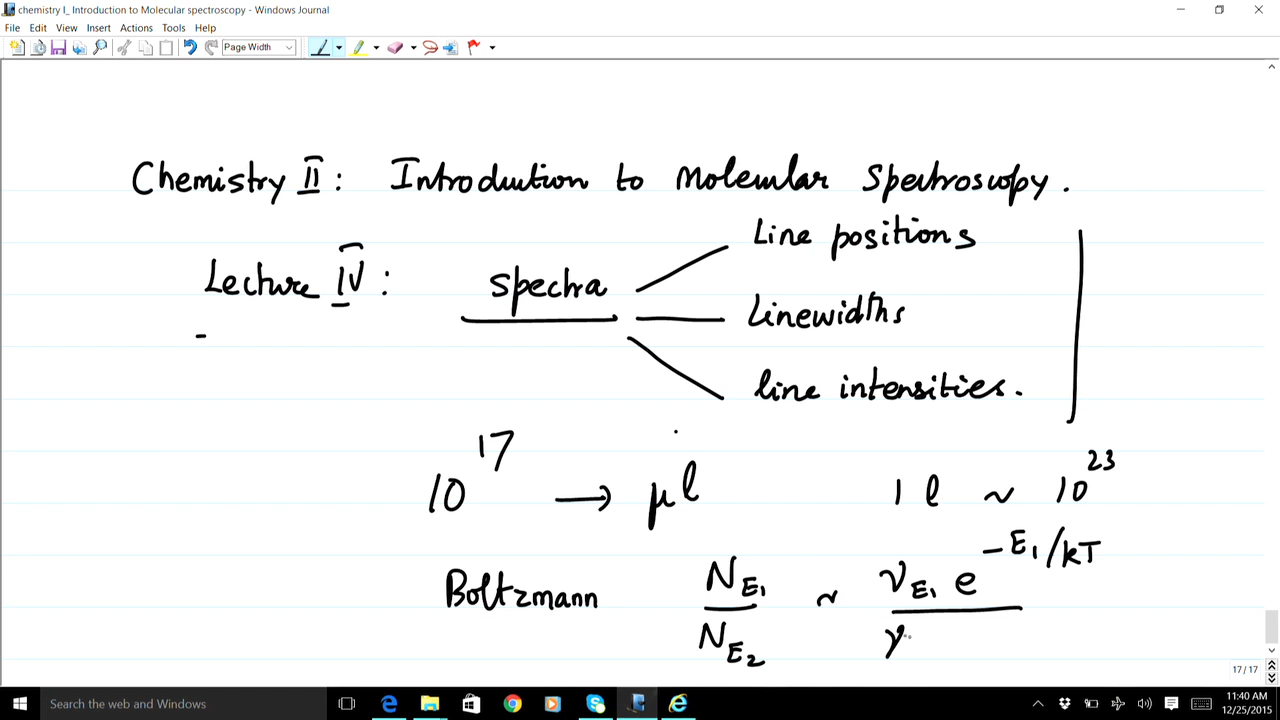 chemistry I_ Introduction to Molecular spectroscopy - Windows Journal
File Edit View Insert Actions Tools Help
Page Width
Chemistry II : Introduction to Molecular Spectroscopy.
Line positions
Lecture IV : Spectra
Linewidths
line intensities.
10^17 → μl 1 l ~ 10^23
Boltzmann N_E1 / N_E2 ~ ν_E1 e^-E1/kT / ν
17 / 17
Search the web and Windows
11:40 AM
12/25/2015